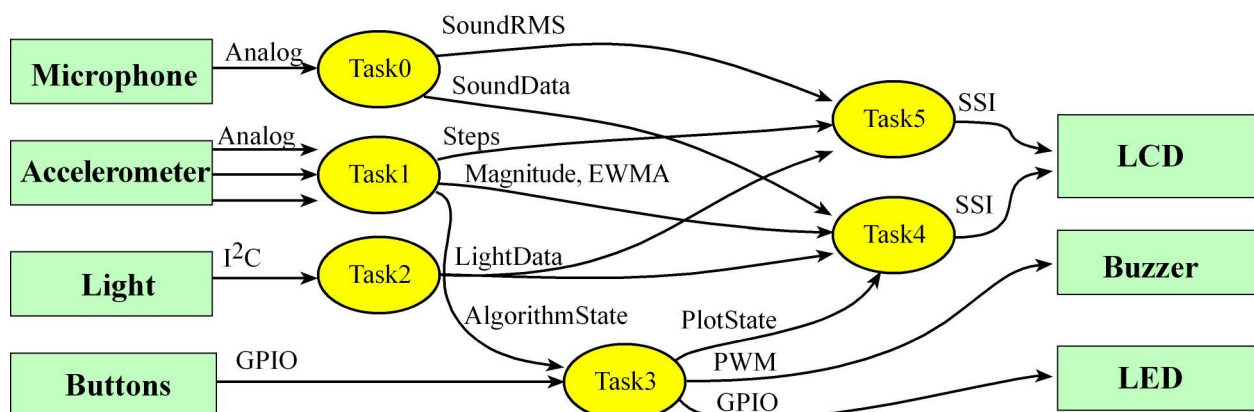 Microphone
Analog
Task0
SoundRMS
SoundData
Accelerometer
Analog
Task1
Steps
Magnitude, EWMA
Light
I²C
Task2
LightData
AlgorithmState
Buttons
GPIO
Task3
PlotState
PWM
GPIO
Task5
SSI
Task4
SSI
LCD
Buzzer
LED